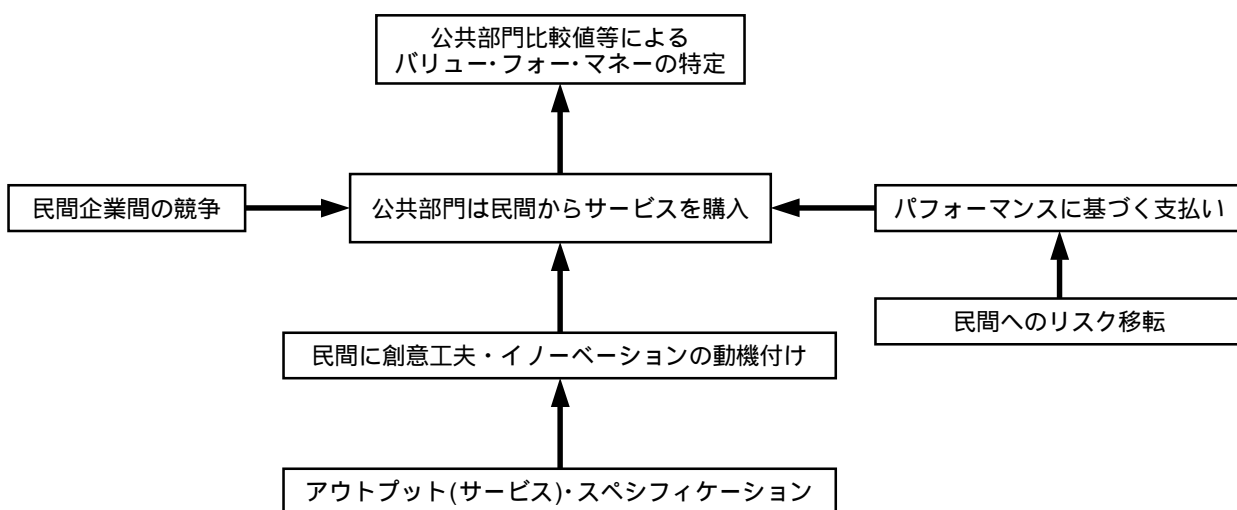 公共部門比較値等による
バリュー・フォー・マネーの特定
民間企業間の競争
公共部門は民間からサービスを購入
パフォーマンスに基づく支払い
民間へのリスク移転
民間に創意工夫・イノーベーションの動機付け
アウトプット(サービス)・スペシフィケーション